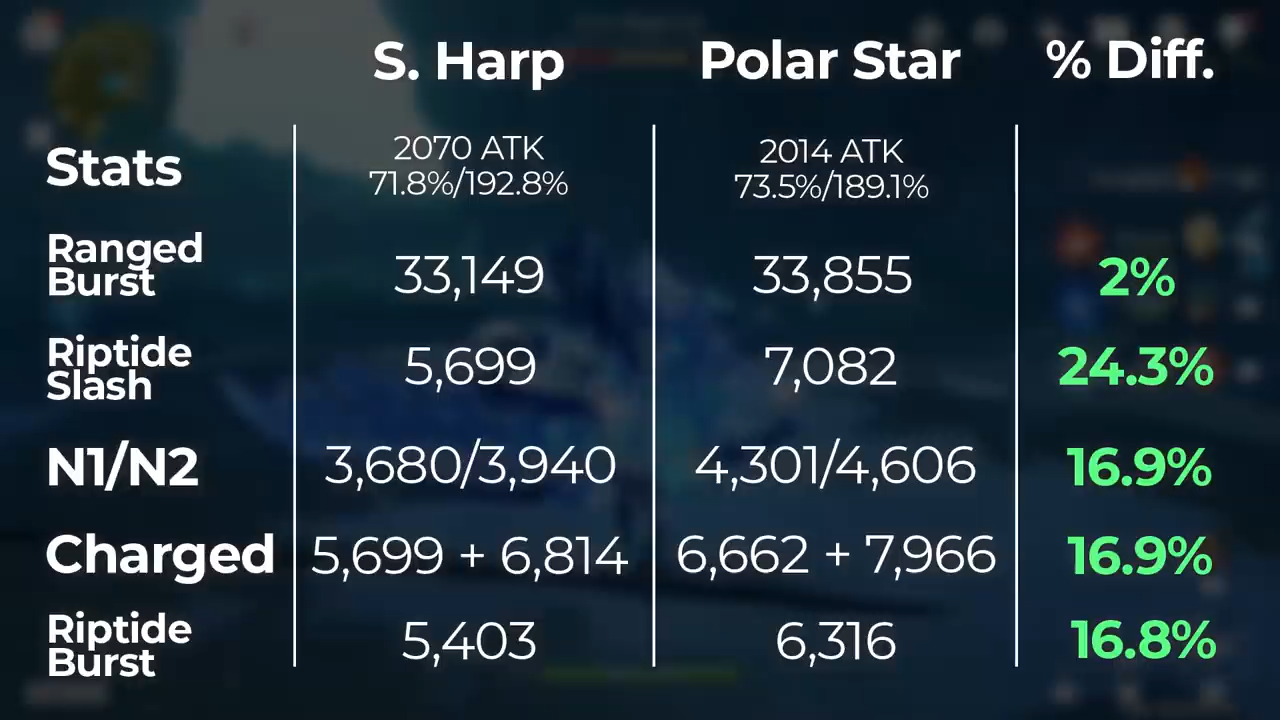 S. Harp Polar Star % Diff.
Stats 2070 ATK 2014 ATK
71.8%/192.8% 73.5%/189.1%
Ranged
Burst 33,149 33,855 2%
Riptide
Slash 5,699 7,082 24.3%
N1/N2 3,680/3,940 4,301/4,606 16.9%
Charged 5,699 + 6,814 6,662 + 7,966 16.9%
Riptide
Burst 5,403 6,316 16.8%